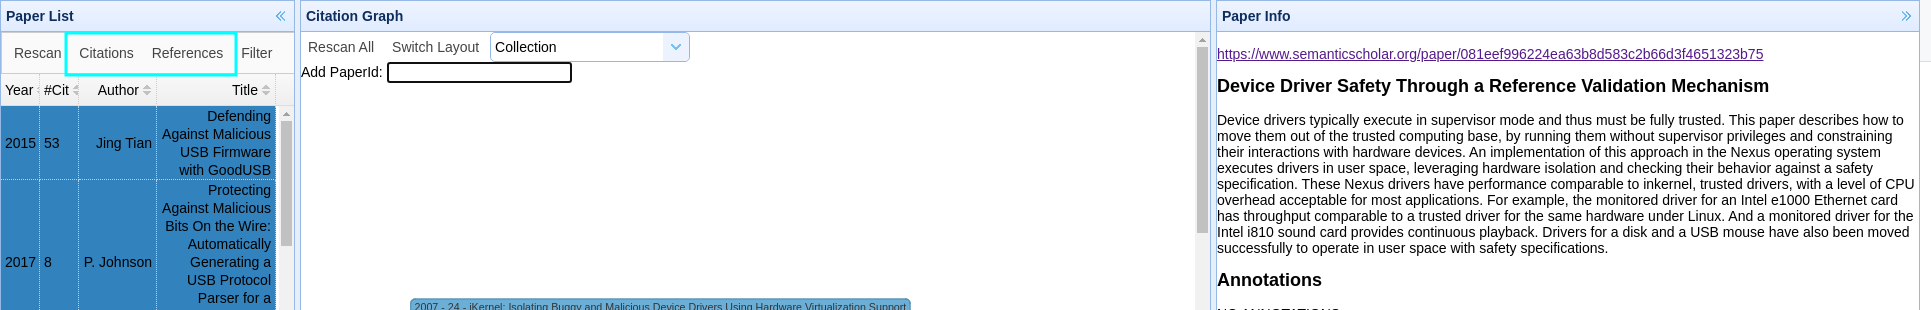 Paper List
Rescan Citations References Filter
Year #Cit Author Title
2015 53 Jing Tian Defending Against Malicious USB Firmware with GoodUSB
2017 8 P. Johnson Protecting Against Malicious Bits On the Wire: Automatically Generating a USB Protocol Parser for a
Citation Graph
Rescan All Switch Layout Collection
Add PaperId:
2007 - 24 - iKernel: Isolating Buggy and Malicious Device Drivers Using Hardware Virtualization Support
Paper Info
https://www.semanticscholar.org/paper/081eef996224ea63b8d583c2b66d3f4651323b75
Device Driver Safety Through a Reference Validation Mechanism
Device drivers typically execute in supervisor mode and thus must be fully trusted. This paper describes how to
move them out of the trusted computing base, by running them without supervisor privileges and constraining
their interactions with hardware devices. An implementation of this approach in the Nexus operating system
executes drivers in user space, leveraging hardware isolation and checking their behavior against a safety
specification. These Nexus drivers have performance comparable to inkernel, trusted drivers, with a level of CPU
overhead acceptable for most applications. For example, the monitored driver for an Intel e1000 Ethernet card
has throughput comparable to a trusted driver for the same hardware under Linux. And a monitored driver for the
Intel i810 sound card provides continuous playback. Drivers for a disk and a USB mouse have also been moved
successfully to operate in user space with safety specifications.
Annotations